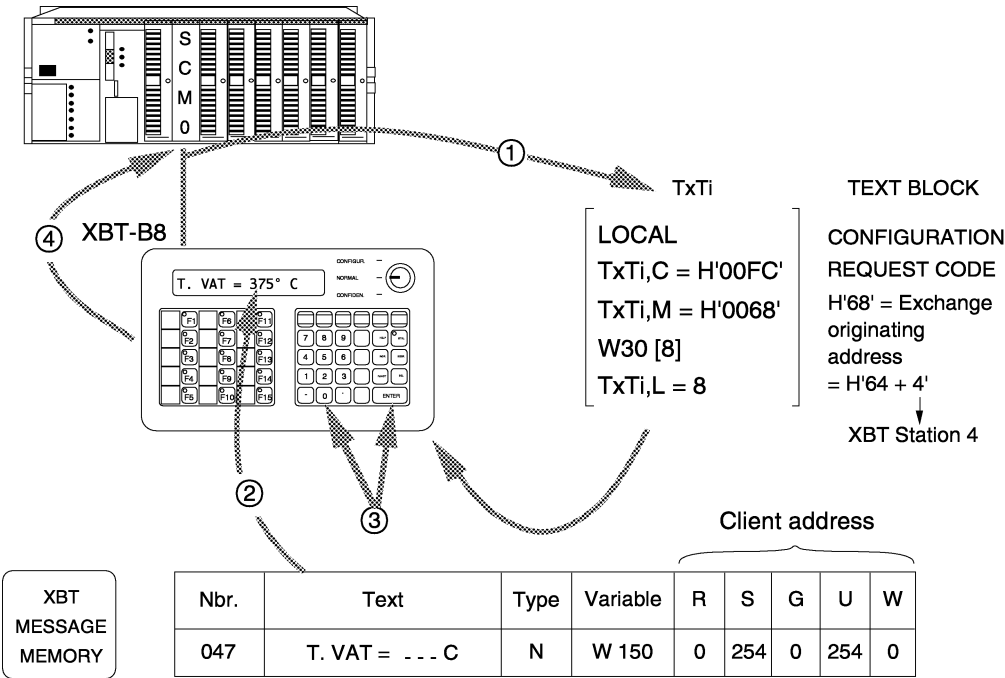 S
C
M
0
①
TxTi
TEXT BLOCK
LOCAL
TxTi,C = H'00FC'
TxTi,M = H'0068'
W30 [8]
TxTi,L = 8
CONFIGURATION
REQUEST CODE
H'68' = Exchange
originating
address
= H'64 + 4'
XBT Station 4
④
XBT-B8
CONFIGUR.
NORMAL
CONFIDEN.
T. VAT = 375° C
F1 F6 F11
F2 F7 F12
F3 F8 F13
F4 F9 F14
F5 F10 F15
7 8 9
4 5 6
1 2 3
- 0 .
ENTER
②
③
Client address
XBT
MESSAGE
MEMORY
Nbr. Text Type Variable R S G U W
047 T. VAT = _ _ _ C N W 150 0 254 0 254 0